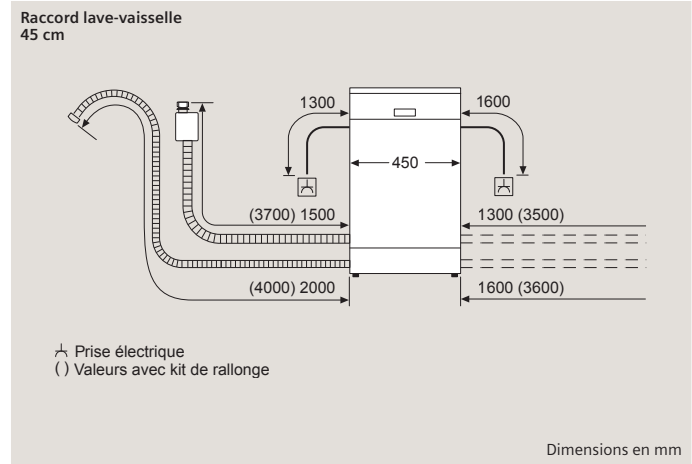 Raccord lave-vaisselle
45 cm
1300
1600
450
(3700) 1500
1300 (3500)
(4000) 2000
1600 (3600)
Prise électrique
( ) Valeurs avec kit de rallonge
Dimensions en mm